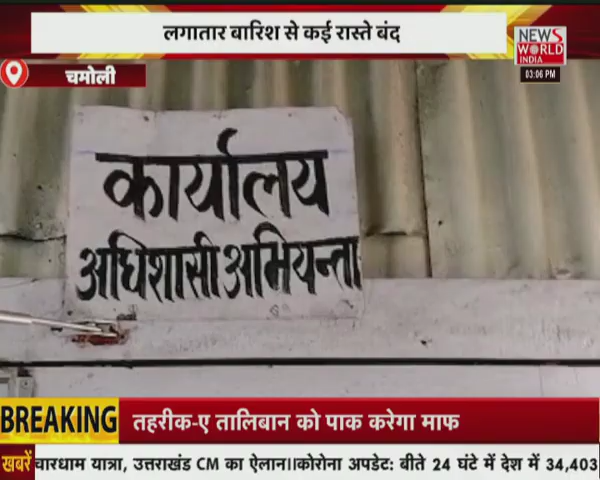 लगातार बारिश से कई रास्ते बंद
NEWS
WORLD
INDIA
03:06 PM
चमोली
कार्यालय
अधिशासी अभियन्ता
BREAKING
तहरीक-ए तालिबान को पाक करेगा माफ
खबरें
चारधाम यात्रा, उत्तराखंड CM का ऐलान||कोरोना अपडेट: बीते 24 घंटे में देश में 34,403